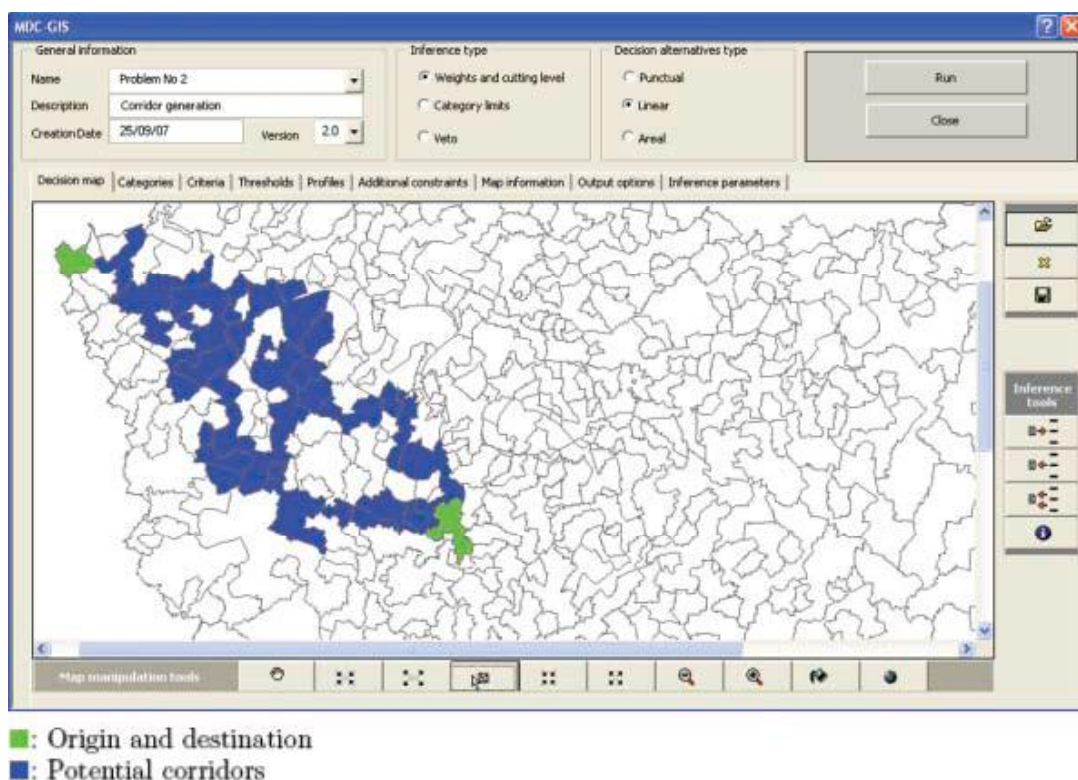 MDC-GIS
General information
Name Problem No 2
Description Corridor generation
Creation Date 25/09/07 Version 2.0
Inference type
Weights and cutting level
Category limits
Veto
Decision alternatives type
Punctual
Linear
Areal
Run
Close
Decision map Categories Criteria Thresholds Profiles Additional constraints Map information Output options Inference parameters
Inference
tools
Map manipulation tools
: Origin and destination
: Potential corridors